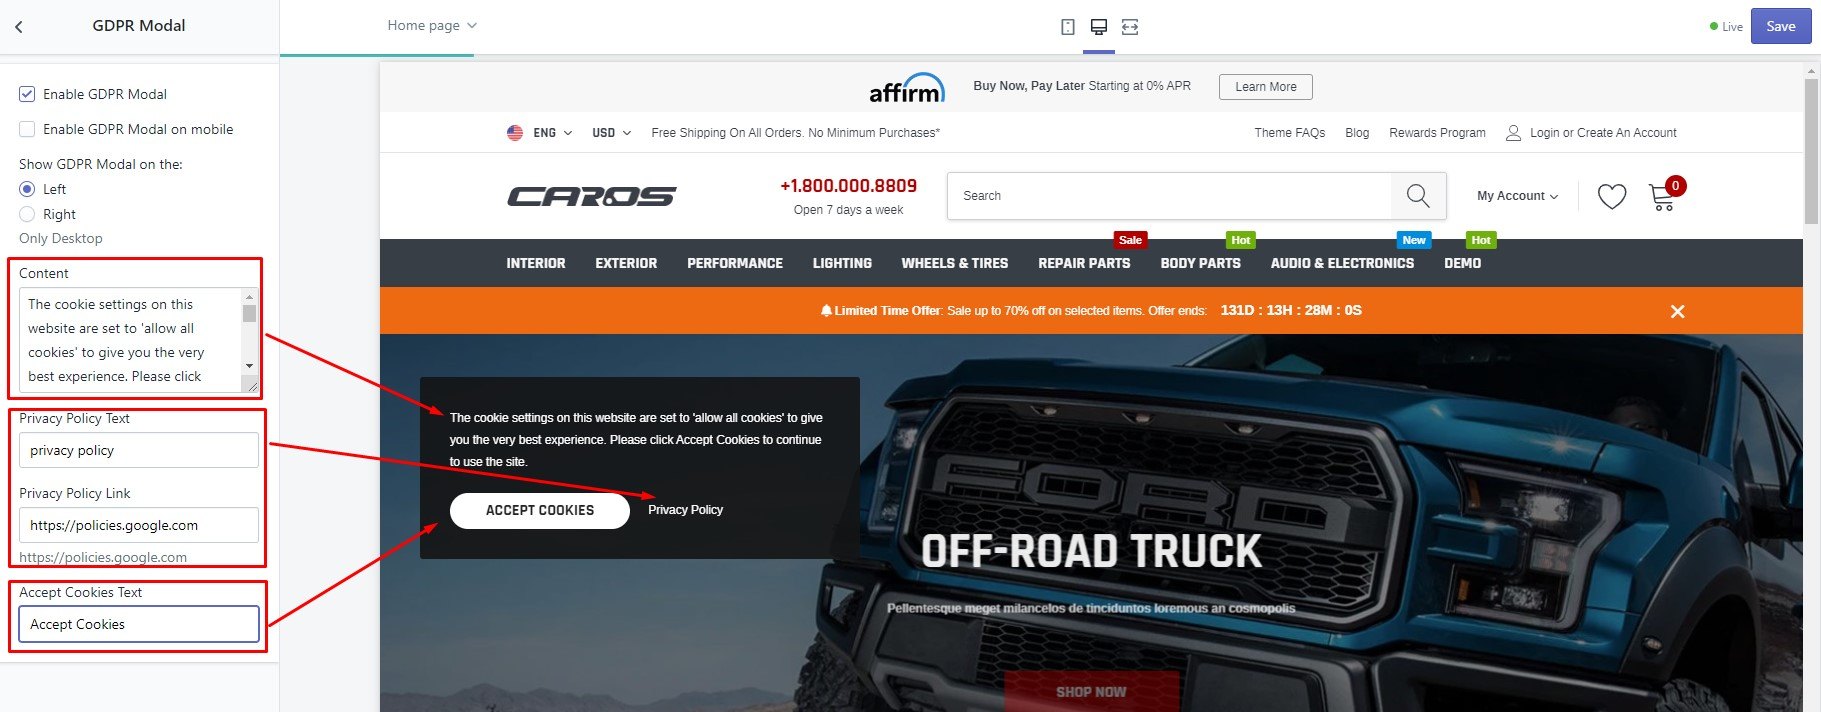 GDPR Modal
Home page
Live
Save
Enable GDPR Modal
Enable GDPR Modal on mobile
Show GDPR Modal on the:
Left
Right
Only Desktop
Content
The cookie settings on this
website are set to 'allow all
cookies' to give you the very
best experience. Please click
Privacy Policy Text
privacy policy
Privacy Policy Link
https://policies.google.com
https://policies.google.com
Accept Cookies Text
Accept Cookies
affirm
Buy Now, Pay Later Starting at 0% APR
Learn More
ENG
USD
Free Shipping On All Orders. No Minimum Purchases*
Theme FAQs
Blog
Rewards Program
Login or Create An Account
CAROS
+1.800.000.8809
Open 7 days a week
Search
My Account
0
Sale
Hot
New
Hot
INTERIOR
EXTERIOR
PERFORMANCE
LIGHTING
WHEELS & TIRES
REPAIR PARTS
BODY PARTS
AUDIO & ELECTRONICS
DEMO
Limited Time Offer: Sale up to 70% off on selected items. Offer ends: 131D : 13H : 28M : 0S
The cookie settings on this website are set to 'allow all cookies' to give
you the very best experience. Please click Accept Cookies to continue
to use the site.
ACCEPT COOKIES
Privacy Policy
FORD
OFF-ROAD TRUCK
Pellentesque meget milancelos de tinciduntos loremous an cosmopolis
SHOP NOW